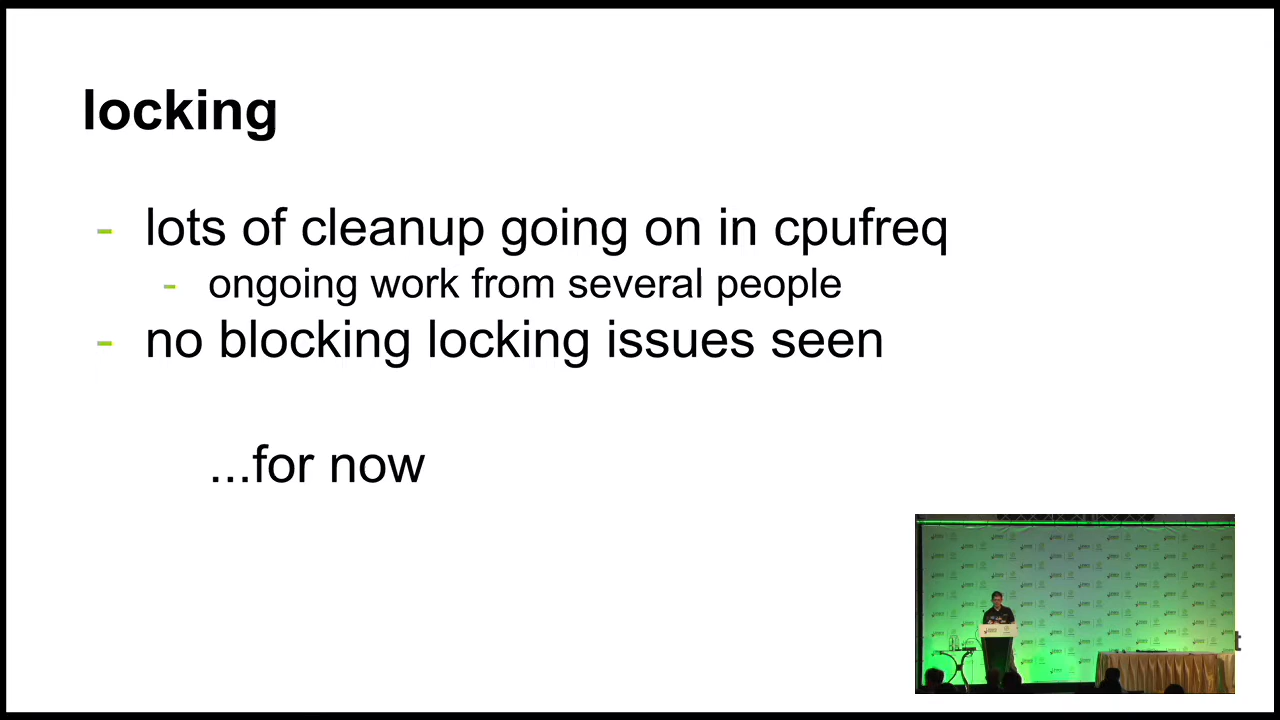 locking
- lots of cleanup going on in cpufreq
- ongoing work from several people
- no blocking locking issues seen
...for now
t